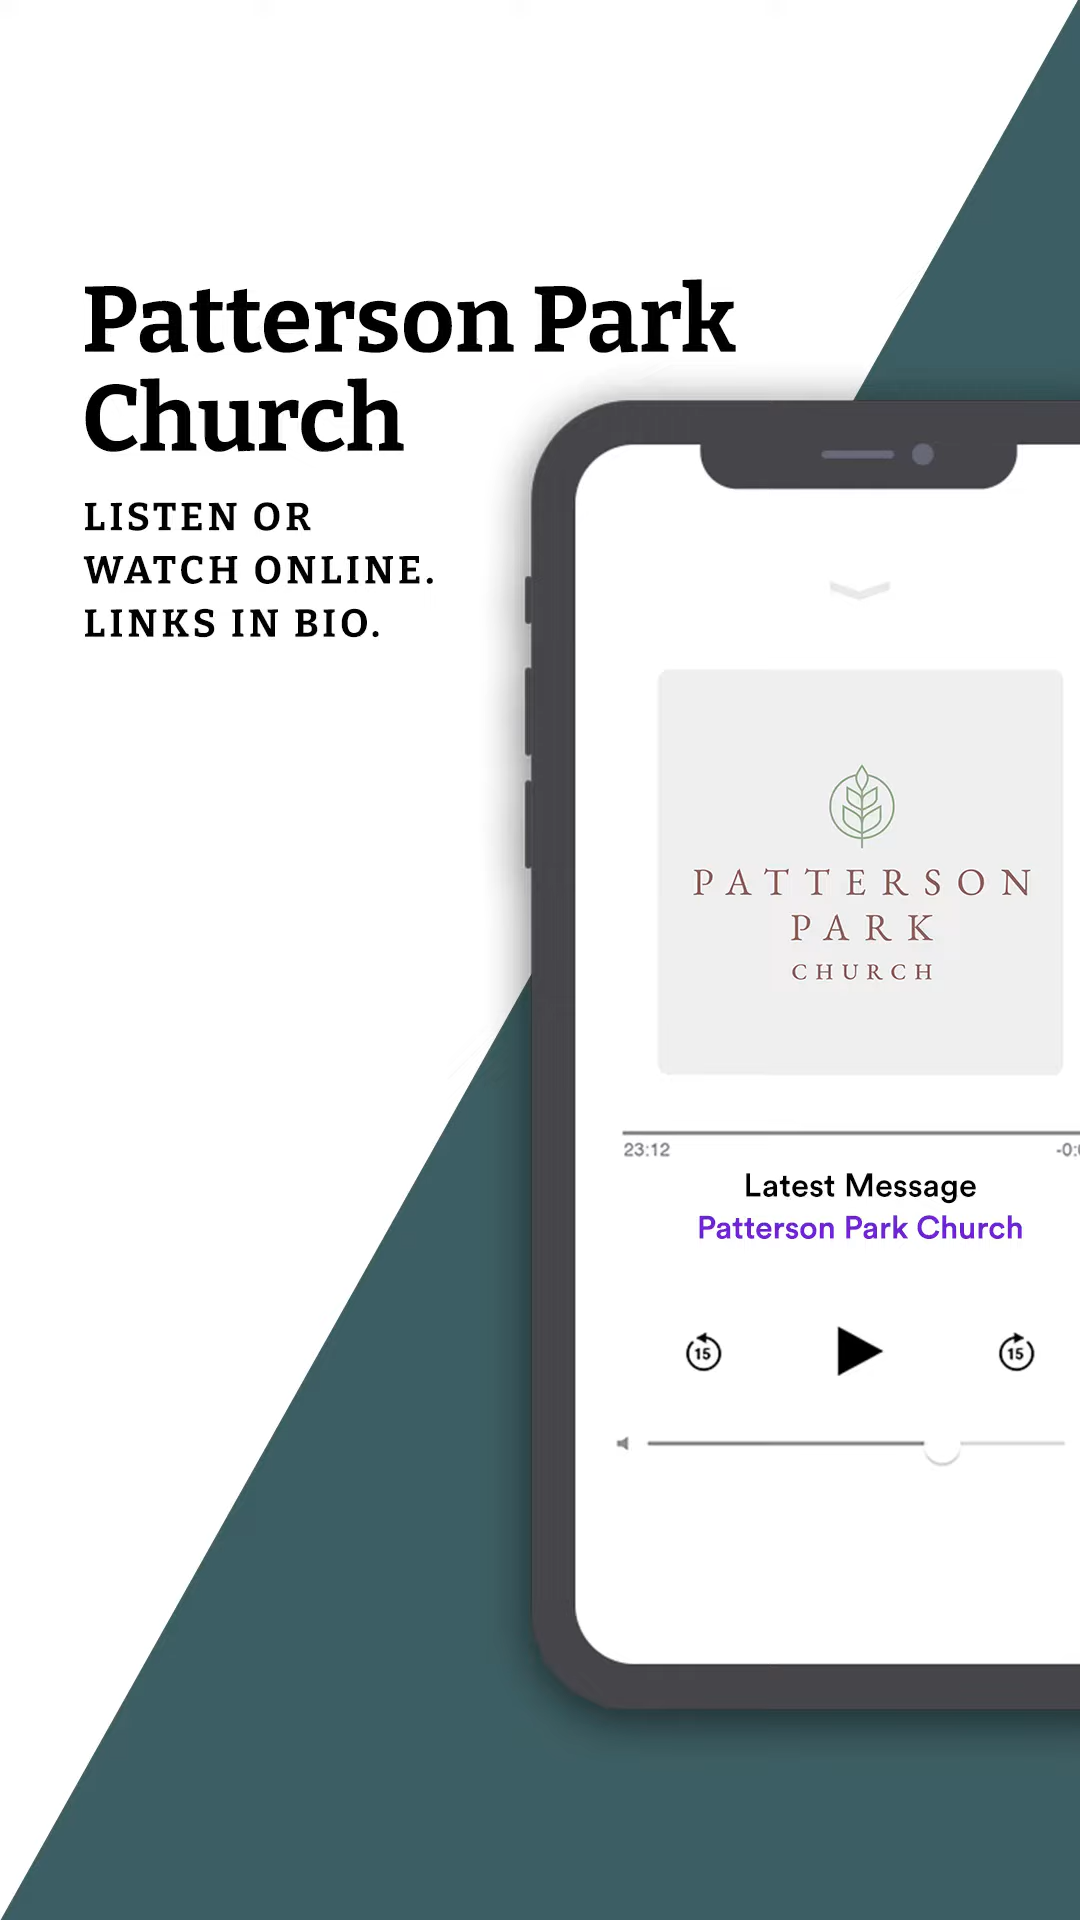 Patterson Park
Church
LISTEN OR
WATCH ONLINE.
LINKS IN BIO.
PATTERSON
PARK
CHURCH
23:12
Latest Message
Patterson Park Church
15
15